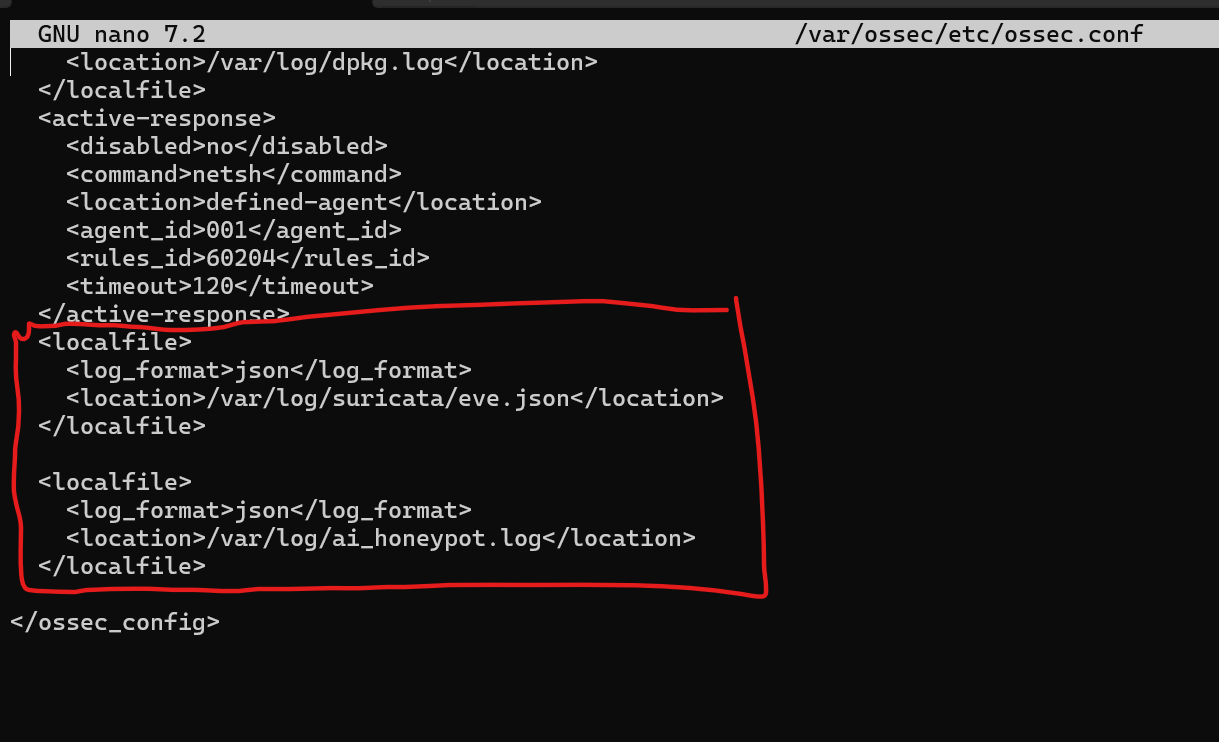 GNU nano 7.2 /var/ossec/etc/ossec.conf
<location>/var/log/dpkg.log</location>
</localfile>
<active-response>
<disabled>no</disabled>
<command>netsh</command>
<location>defined-agent</location>
<agent_id>001</agent_id>
<rules_id>60204</rules_id>
<timeout>120</timeout>
</active-response>
<localfile>
<log_format>json</log_format>
<location>/var/log/suricata/eve.json</location>
</localfile>
<localfile>
<log_format>json</log_format>
<location>/var/log/ai_honeypot.log</location>
</localfile>
</ossec_config>